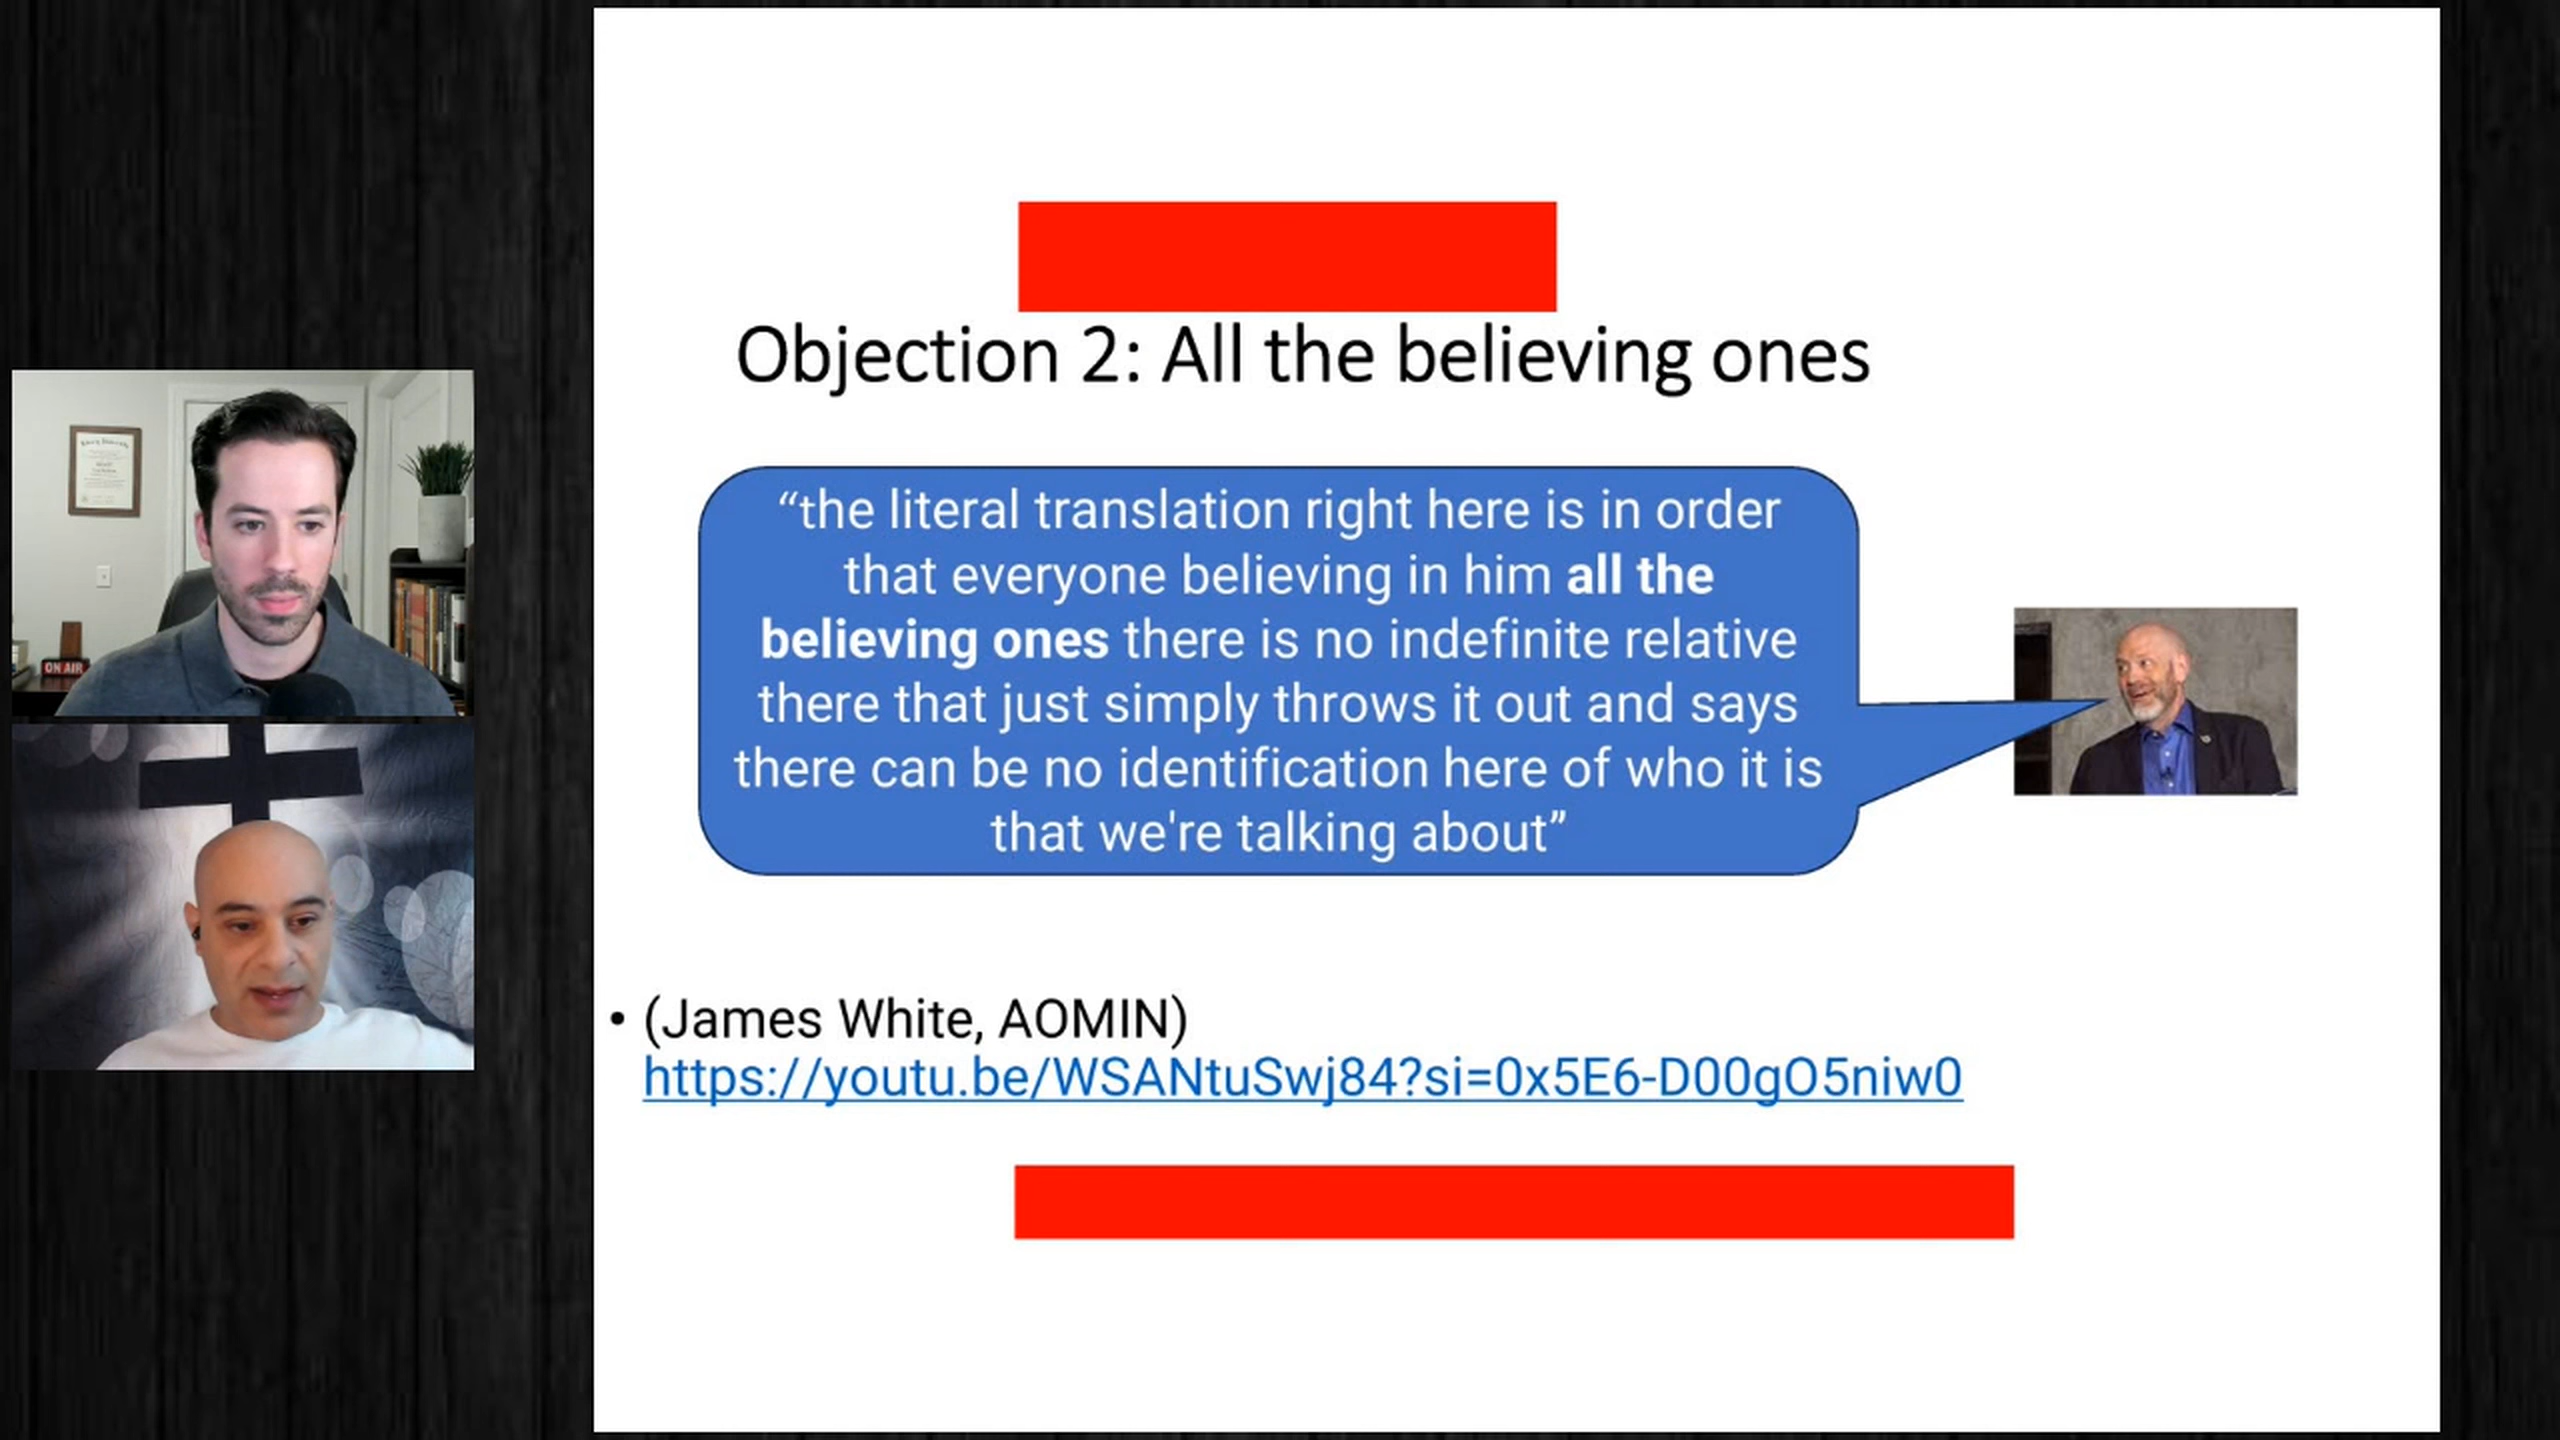 Objection 2: All the believing ones
“the literal translation right here is in order
that everyone believing in him all the
believing ones there is no indefinite relative
there that just simply throws it out and says
there can be no identification here of who it is
that we're talking about”
• (James White, AOMIN)
https://youtu.be/WSANtuSwj84?si=0x5E6-D00gO5niw0
ON AIR